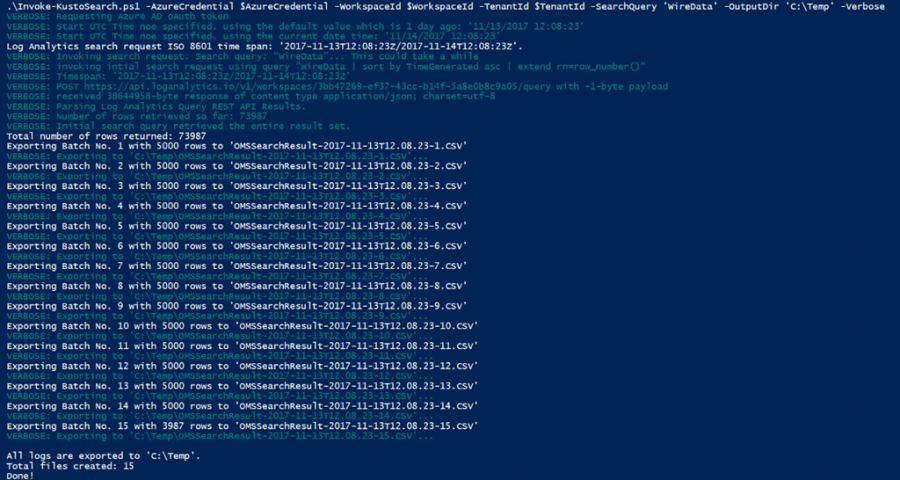 .\Invoke-KustoSearch.ps1 -AzureCredential $AzureCredential -WorkspaceId $WorkspaceId -TenantId $TenantId -SearchQuery 'WireData' -OutputDir 'C:\Temp' -Verbose
VERBOSE: Requesting Azure AD oAuth token
VERBOSE: Start UTC Time noe specified. using the default value which is 1 day ago: '11/13/2017 12:08:23'
VERBOSE: Start UTC Time noe specified. using the current date time: '11/14/2017 12:08:23'
Log Analytics search request ISO 8601 time span: '2017-11-13T12:08:23Z/2017-11-14T12:08:23Z'.
VERBOSE: Invoking search request. Search query: "WireData"... This could take a while
VERBOSE: invoking intial search request using query "WireData | sort by TimeGenerated asc | extend rn=row_number()"
VERBOSE: Timespan: '2017-11-13T12:08:23Z/2017-11-14T12:08:23Z'
VERBOSE: POST https://api.loganalytics.io/v1/workspaces/3bb47269-ef37-43cc-b14f-5a8e0b8c9a05/query with -1-byte payload
VERBOSE: received 38644958-byte response of content type application/json; charset=utf-8
VERBOSE: Parsing Log Analytics Query REST API Results.
VERBOSE: Number of rows retrieved so far: 73987
VERBOSE: Initial search query retrieved the entire result set.
Total number of rows returned: 73987
Exporting Batch No. 1 with 5000 rows to 'OMSSearchResult-2017-11-13T12.08.23-1.CSV'
VERBOSE: Exporting to 'C:\Temp\OMSSearchResult-2017-11-13T12.08.23-1.CSV'...
Exporting Batch No. 2 with 5000 rows to 'OMSSearchResult-2017-11-13T12.08.23-2.CSV'
VERBOSE: Exporting to 'C:\Temp\OMSSearchResult-2017-11-13T12.08.23-2.CSV'...
Exporting Batch No. 3 with 5000 rows to 'OMSSearchResult-2017-11-13T12.08.23-3.CSV'
VERBOSE: Exporting to 'C:\Temp\OMSSearchResult-2017-11-13T12.08.23-3.CSV'...
Exporting Batch No. 4 with 5000 rows to 'OMSSearchResult-2017-11-13T12.08.23-4.CSV'
VERBOSE: Exporting to 'C:\Temp\OMSSearchResult-2017-11-13T12.08.23-4.CSV'...
Exporting Batch No. 5 with 5000 rows to 'OMSSearchResult-2017-11-13T12.08.23-5.CSV'
VERBOSE: Exporting to 'C:\Temp\OMSSearchResult-2017-11-13T12.08.23-5.CSV'...
Exporting Batch No. 6 with 5000 rows to 'OMSSearchResult-2017-11-13T12.08.23-6.CSV'
VERBOSE: Exporting to 'C:\Temp\OMSSearchResult-2017-11-13T12.08.23-6.CSV'...
Exporting Batch No. 7 with 5000 rows to 'OMSSearchResult-2017-11-13T12.08.23-7.CSV'
VERBOSE: Exporting to 'C:\Temp\OMSSearchResult-2017-11-13T12.08.23-7.CSV'...
Exporting Batch No. 8 with 5000 rows to 'OMSSearchResult-2017-11-13T12.08.23-8.CSV'
VERBOSE: Exporting to 'C:\Temp\OMSSearchResult-2017-11-13T12.08.23-8.CSV'...
Exporting Batch No. 9 with 5000 rows to 'OMSSearchResult-2017-11-13T12.08.23-9.CSV'
VERBOSE: Exporting to 'C:\Temp\OMSSearchResult-2017-11-13T12.08.23-9.CSV'...
Exporting Batch No. 10 with 5000 rows to 'OMSSearchResult-2017-11-13T12.08.23-10.CSV'
VERBOSE: Exporting to 'C:\Temp\OMSSearchResult-2017-11-13T12.08.23-10.CSV'...
Exporting Batch No. 11 with 5000 rows to 'OMSSearchResult-2017-11-13T12.08.23-11.CSV'
VERBOSE: Exporting to 'C:\Temp\OMSSearchResult-2017-11-13T12.08.23-11.CSV'...
Exporting Batch No. 12 with 5000 rows to 'OMSSearchResult-2017-11-13T12.08.23-12.CSV'
VERBOSE: Exporting to 'C:\Temp\OMSSearchResult-2017-11-13T12.08.23-12.CSV'...
Exporting Batch No. 13 with 5000 rows to 'OMSSearchResult-2017-11-13T12.08.23-13.CSV'
VERBOSE: Exporting to 'C:\Temp\OMSSearchResult-2017-11-13T12.08.23-13.CSV'...
Exporting Batch No. 14 with 5000 rows to 'OMSSearchResult-2017-11-13T12.08.23-14.CSV'
VERBOSE: Exporting to 'C:\Temp\OMSSearchResult-2017-11-13T12.08.23-14.CSV'...
Exporting Batch No. 15 with 3987 rows to 'OMSSearchResult-2017-11-13T12.08.23-15.CSV'
VERBOSE: Exporting to 'C:\Temp\OMSSearchResult-2017-11-13T12.08.23-15.CSV'...
All logs are exported to 'C:\Temp'.
Total files created: 15
Done!